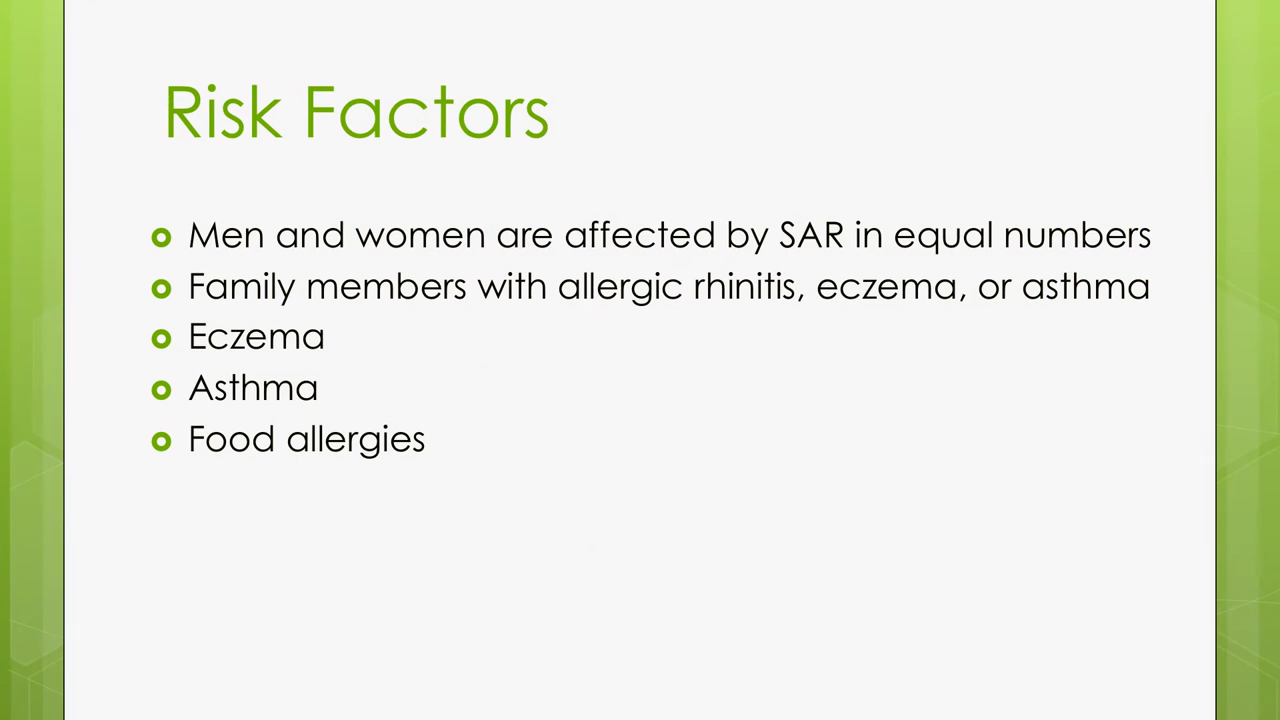 Risk Factors
Men and women are affected by SAR in equal numbers
Family members with allergic rhinitis, eczema, or asthma
Eczema
Asthma
Food allergies